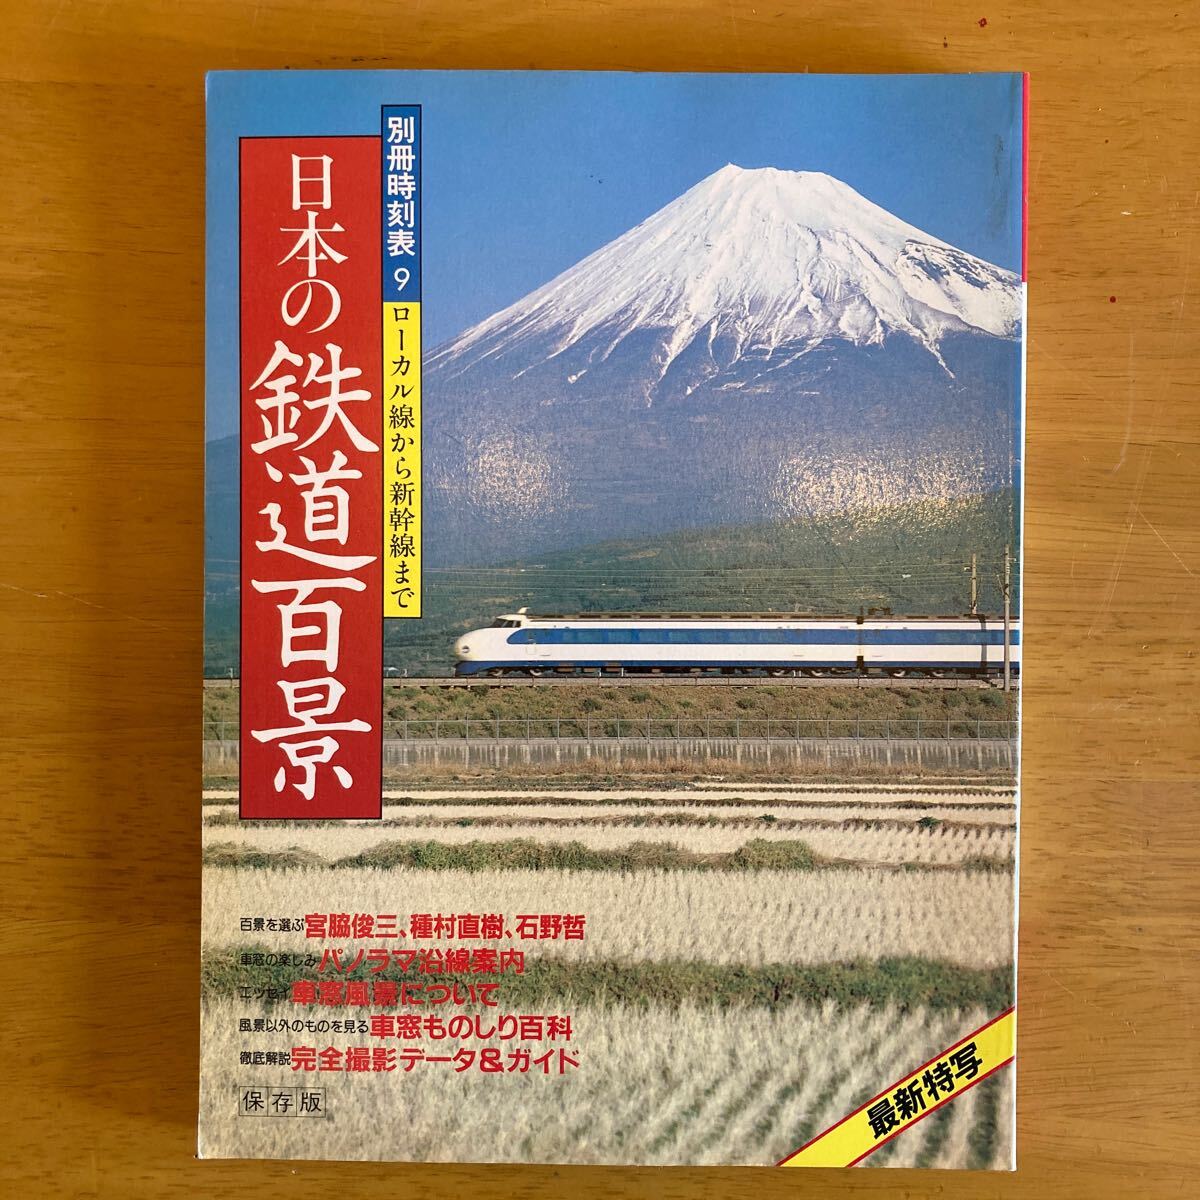 別冊時刻表9
ローカル線から新幹線まで
日本の鉄道百景
百景を選ぶ宮脇俊三、種村直樹、石野哲
車窓の楽しみパノラマ沿線案内
エッセイ車窓風景について
風景以外のものを見る車窓ものしり百科
徹底解説完全撮影データ&ガイド
保存版
最新特写